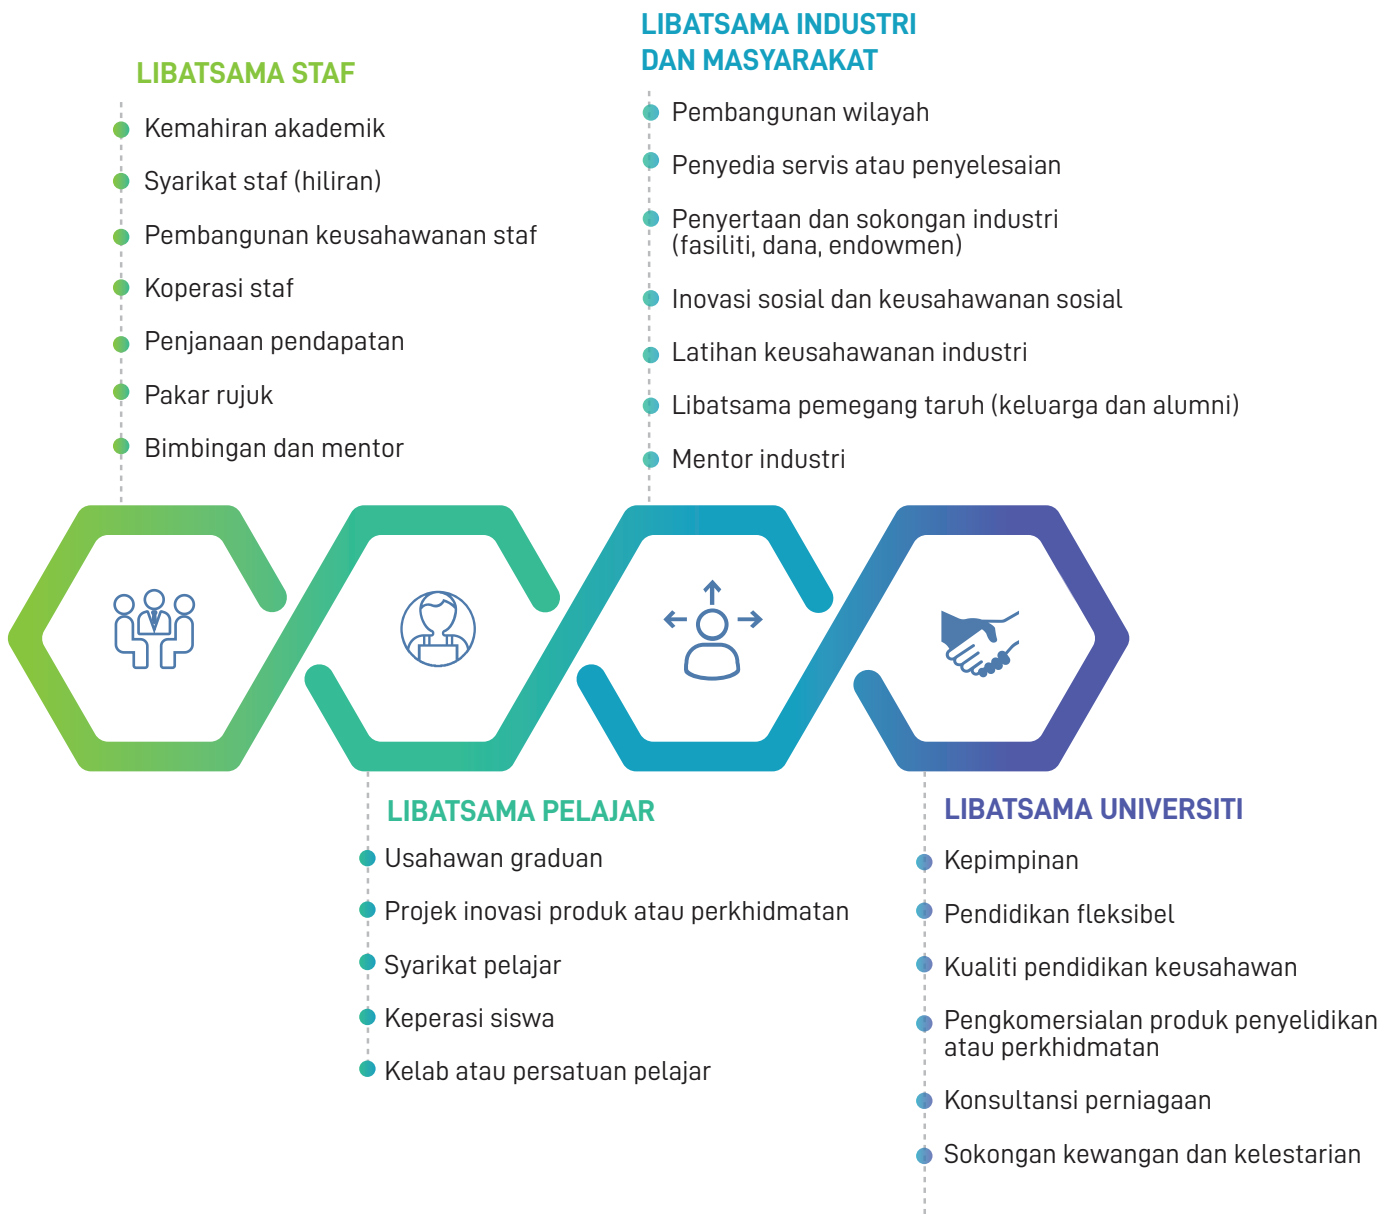 LIBATSAMA STAF
Kemahiran akademik
Syarikat staf (hiliran)
Pembangunan keusahawanan staf
Koperasi staf
Penjanaan pendapatan
Pakar rujuk
Bimbingan dan mentor
LIBATSAMA INDUSTRI
DAN MASYARAKAT
Pembangunan wilayah
Penyedia servis atau penyelesaian
Penyertaan dan sokongan industri
(fasiliti, dana, endowmen)
Inovasi sosial dan keusahawanan sosial
Latihan keusahawanan industri
Libatsama pemegang taruh (keluarga dan alumni)
Mentor industri
LIBATSAMA PELAJAR
Usahawan graduan
Projek inovasi produk atau perkhidmatan
Syarikat pelajar
Keperasi siswa
Kelab atau persatuan pelajar
LIBATSAMA UNIVERSITI
Kepimpinan
Pendidikan fleksibel
Kualiti pendidikan keusahawan
Pengkomersialan produk penyelidikan
atau perkhidmatan
Konsultansi perniagaan
Sokongan kewangan dan kelestarian